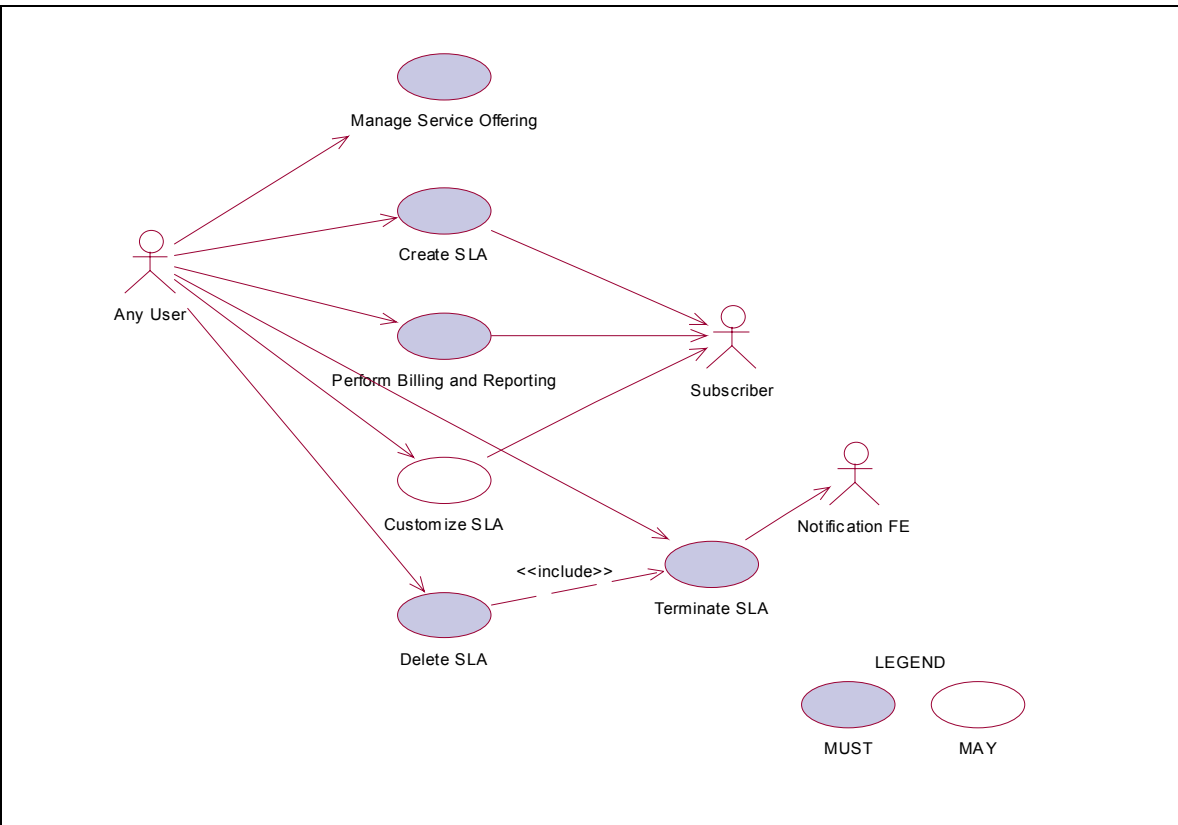 Manage Service Offering
Create SLA
Any User
Perform Billing and Reporting
Subscriber
Customize SLA
Notification FE
<<include>>
Terminate SLA
Delete SLA
LEGEND
MUST
MAY